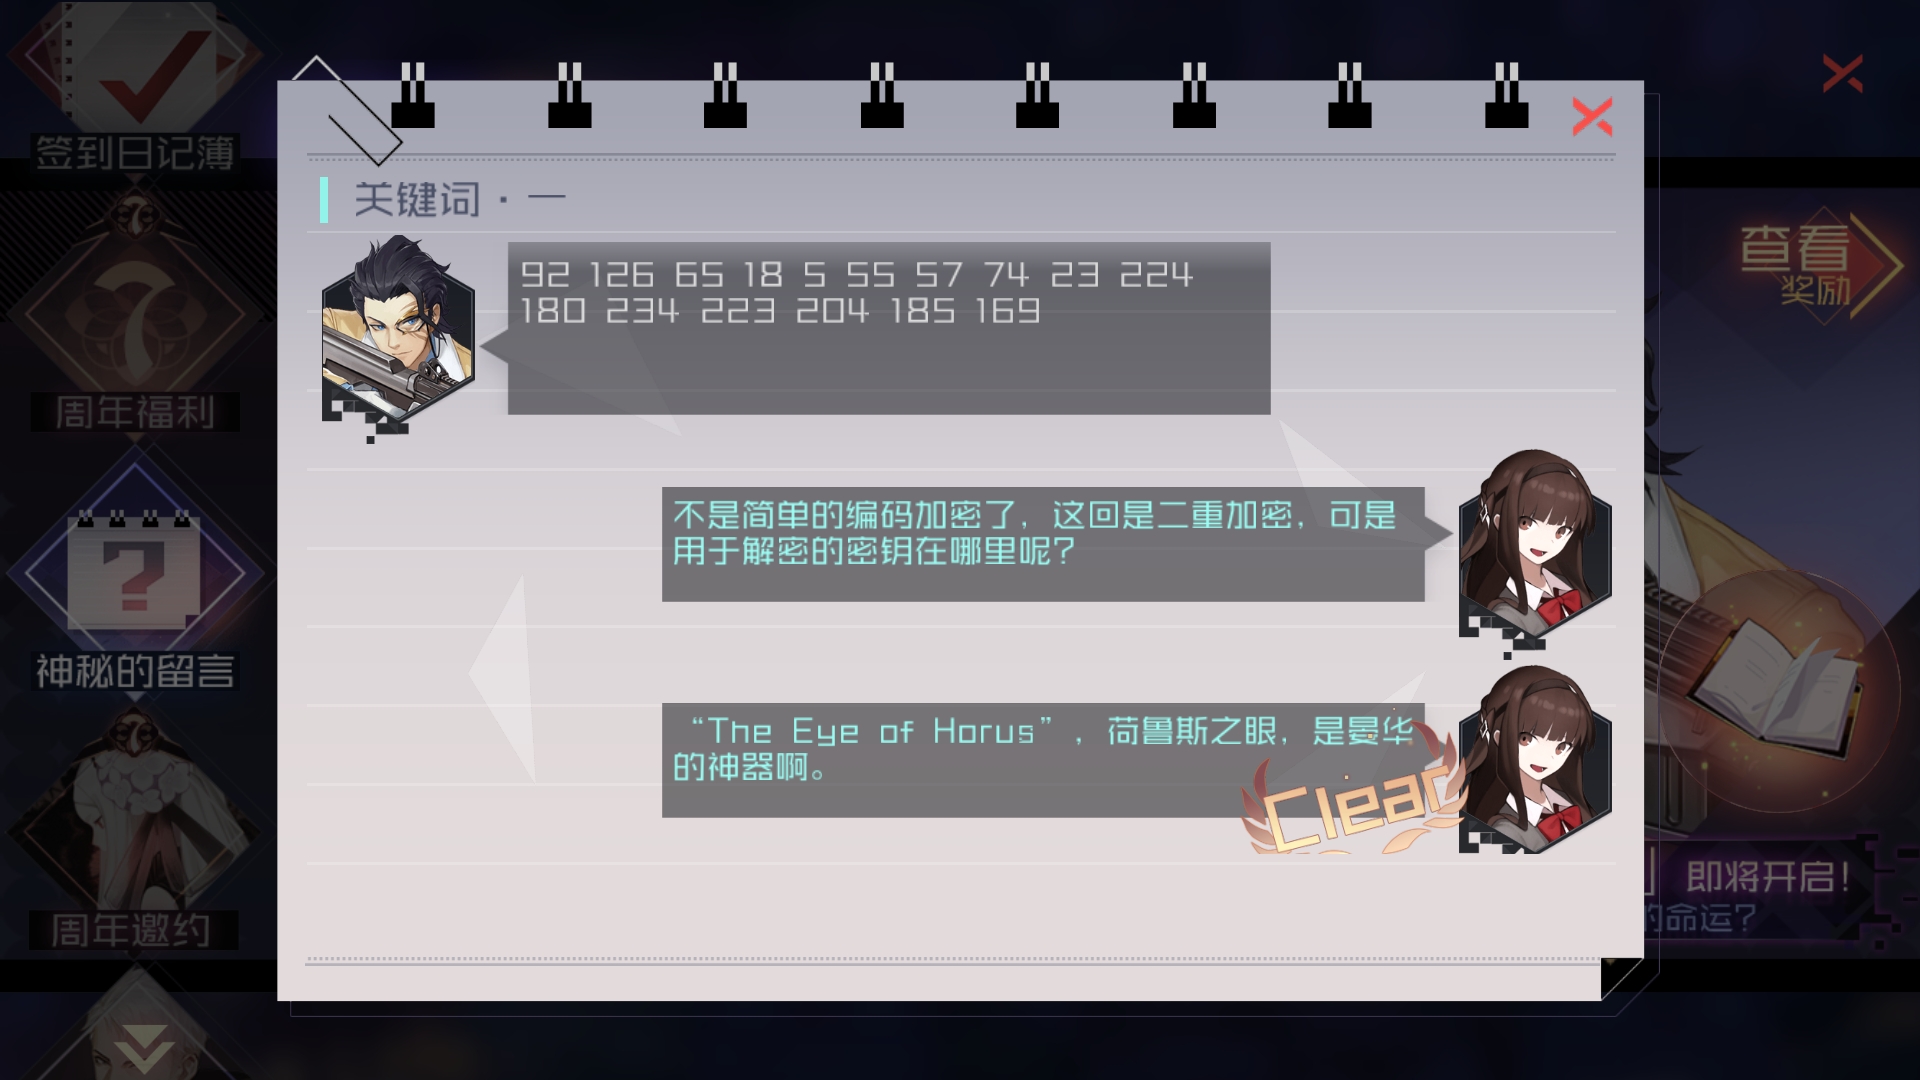 签到日记簿
周年福利
神秘的留言
周年邀约
关键词·一
92 126 65 18 5 55 57 74 23 224
180 234 223 204 185 169
不是简单的编码加密了，这回是二重加密，可是
用于解密的密钥在哪里呢？
“The Eye of Horus”，荷鲁斯之眼，是晏华
的神器啊。
Clear
查看
奖励
即将开启！
的命运？